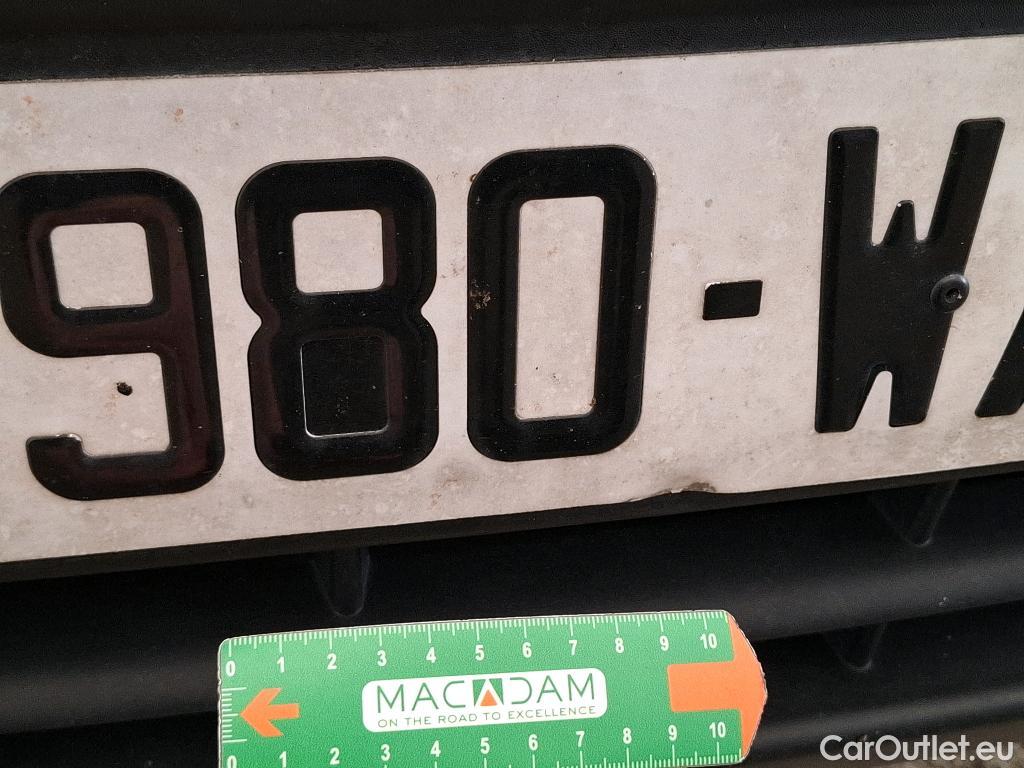 980-W
0 1 2 3 4 5 6 7 8 9 10
MACADAM
ON THE ROAD TO EXCELLENCE
0 1 2 3 4 5 6 7 8 9 10
CarOutlet.eu